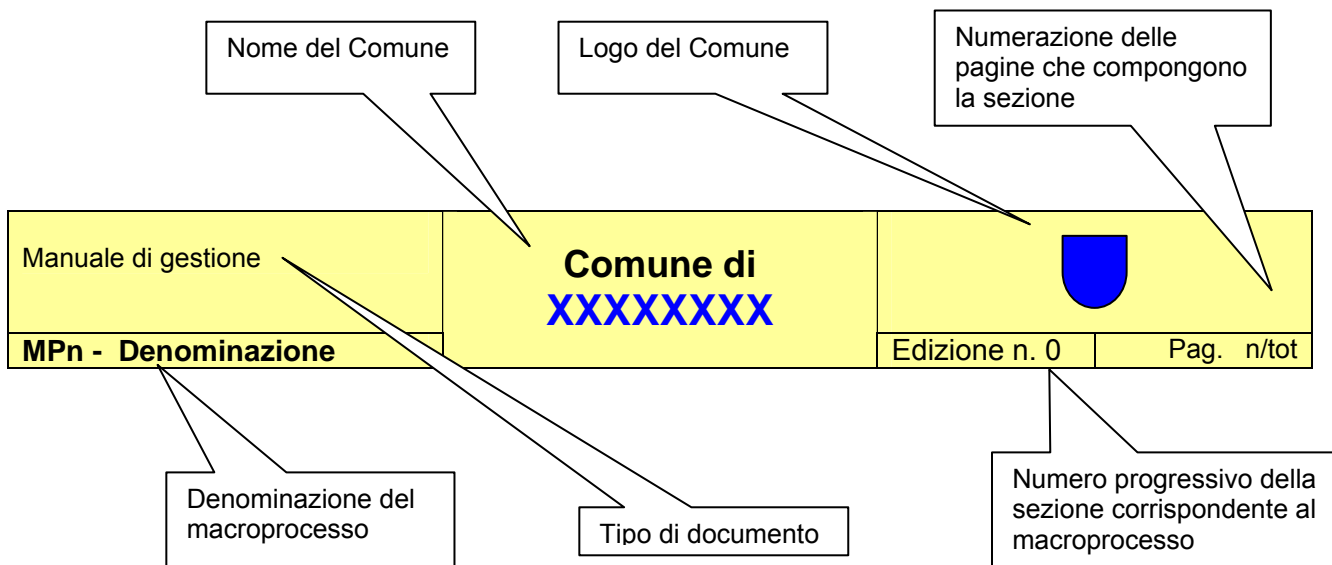 Nome del Comune
Logo del Comune
Numerazione delle
pagine che compongono
la sezione
Manuale di gestione
Comune di
XXXXXXXX
MPn - Denominazione
Edizione n. 0
Pag. n/tot
Denominazione del
macroprocesso
Tipo di documento
Numero progressivo della
sezione corrispondente al
macroprocesso